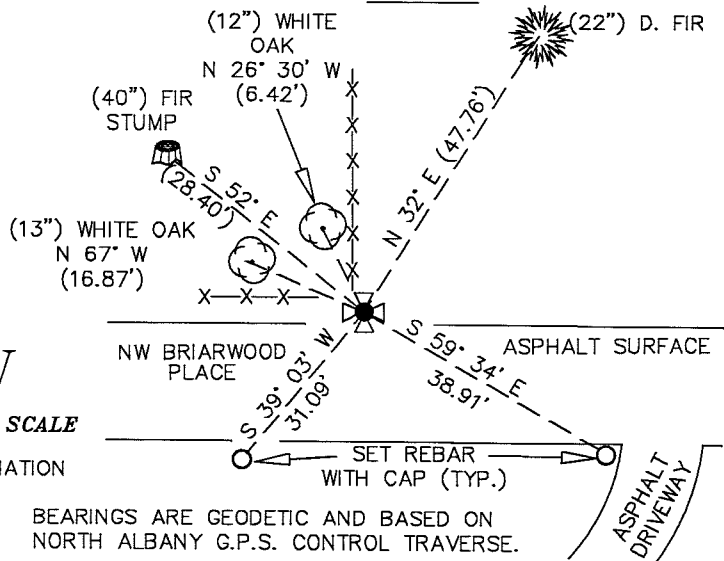 (12”) WHITE
OAK
N 26° 30' W
(6.42')
(22”) D. FIR
(40”) FIR
STUMP
S 52° E
(28.40')
N 32° E (47.76')
(13”) WHITE OAK
N 67° W
(16.87')
X X X X X
X X X
NW BRIARWOOD
PLACE
S 39° 03' W
31.09'
S 59° 34' E
38.91'
ASPHALT SURFACE
SCALE
SET REBAR
WITH CAP (TYP.)
ASPHALT
DRIVEWAY
BEARINGS ARE GEODETIC AND BASED ON
NORTH ALBANY G.P.S. CONTROL TRAVERSE.